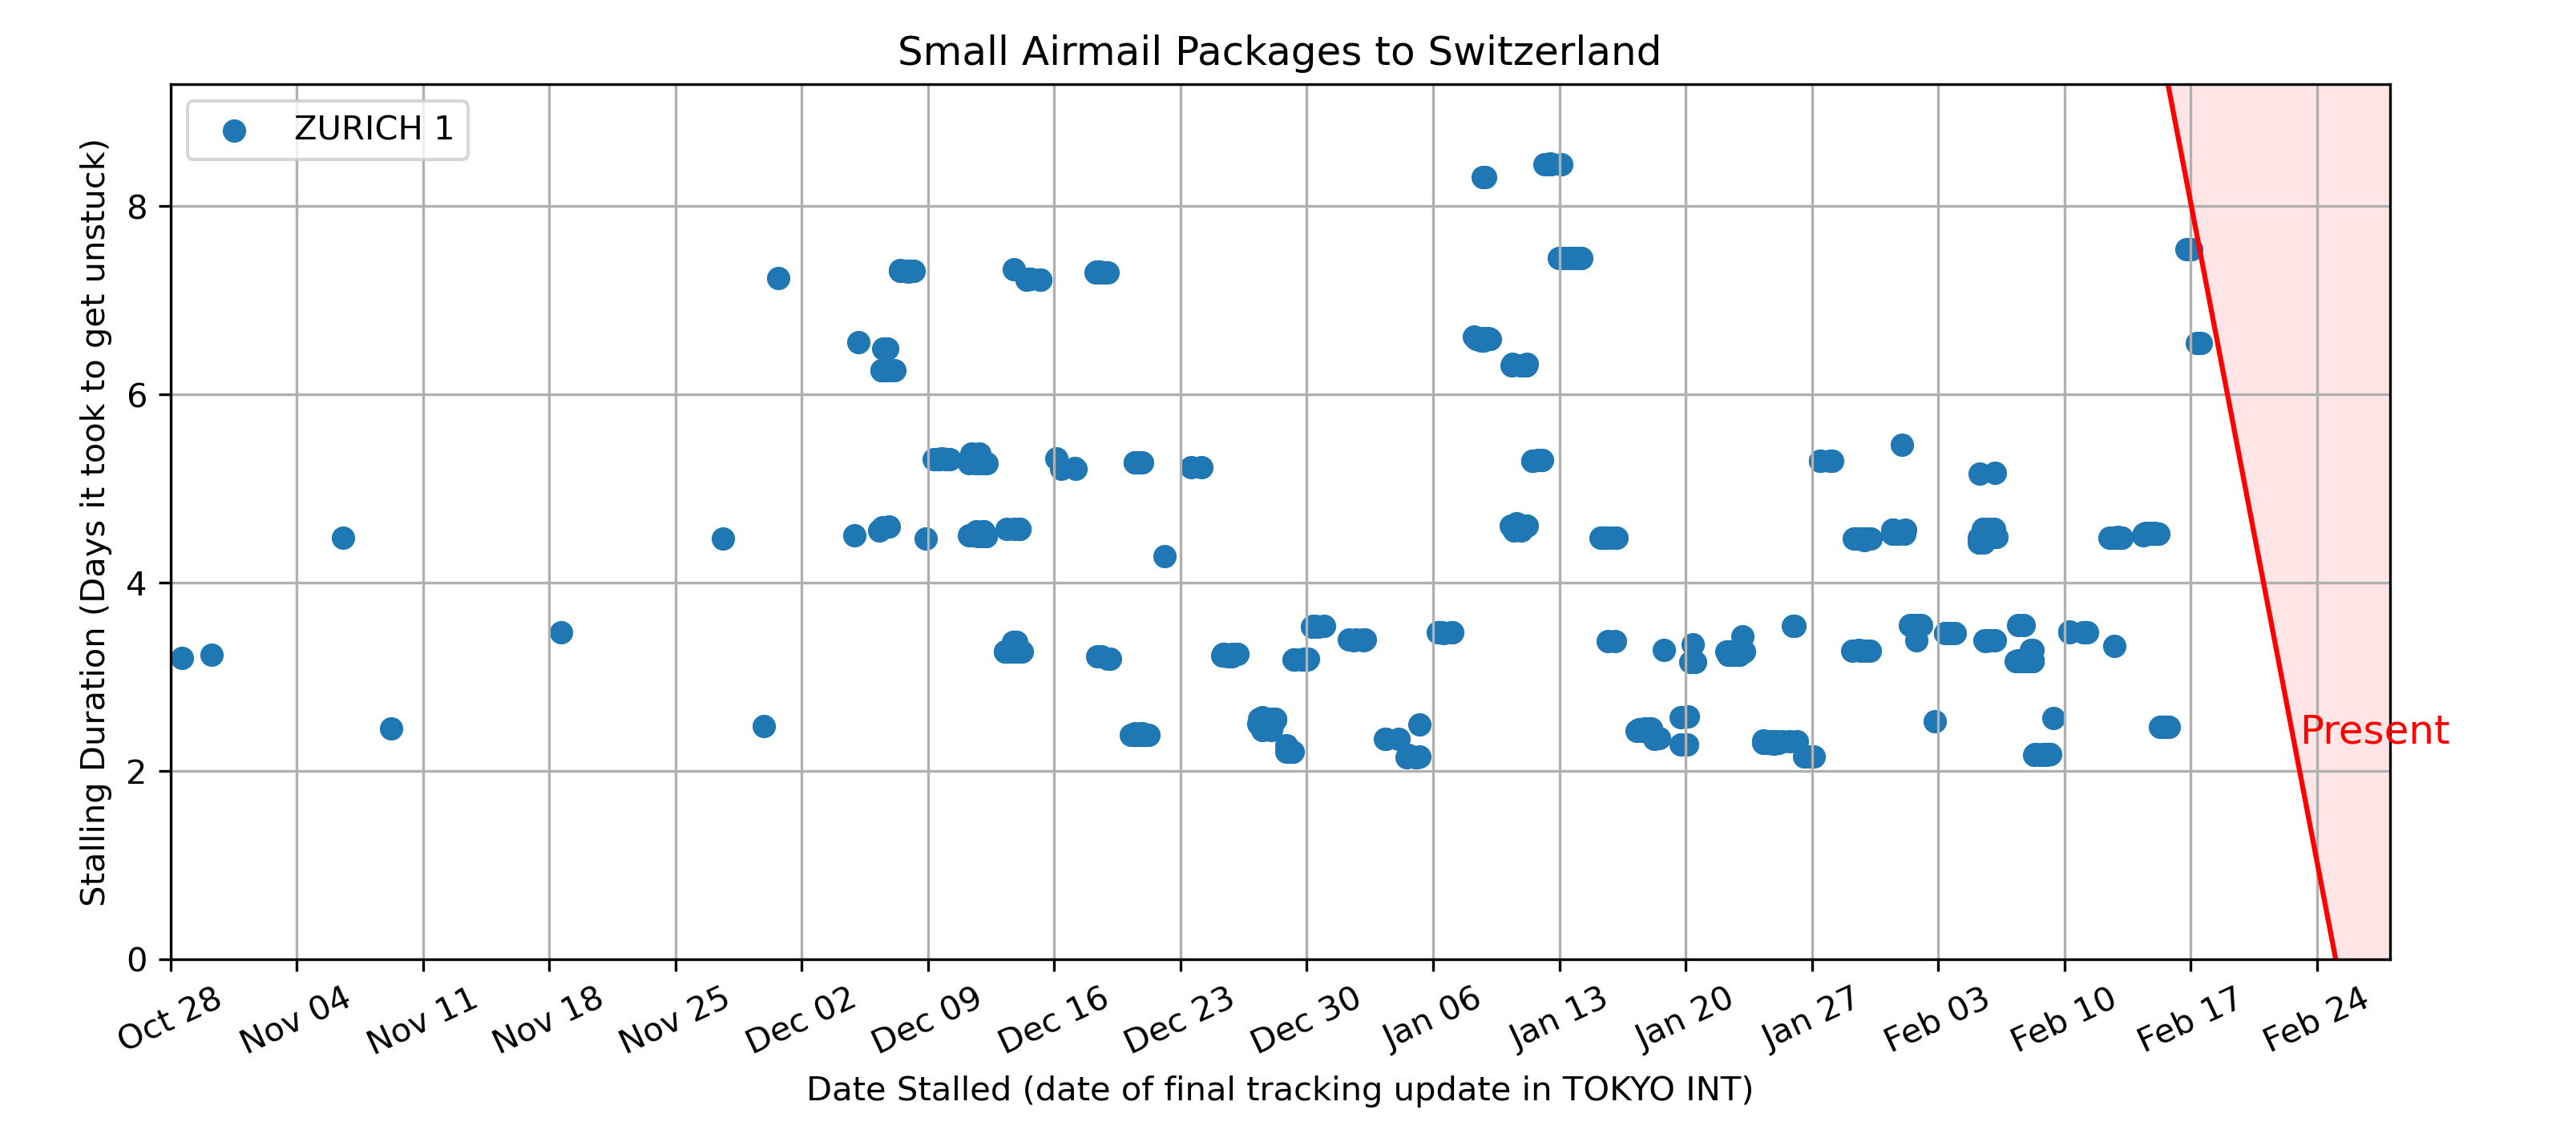 Small Airmail Packages to Switzerland
ZURICH 1
Stalling Duration (Days it took to get unstuck)
8
6
4
2
0
Present
Oct 28
Nov 04
Nov 11
Nov 18
Nov 25
Dec 02
Dec 09
Dec 16
Dec 23
Dec 30
Jan 06
Jan 13
Jan 20
Jan 27
Feb 03
Feb 10
Feb 17
Feb 24
Date Stalled (date of final tracking update in TOKYO INT)